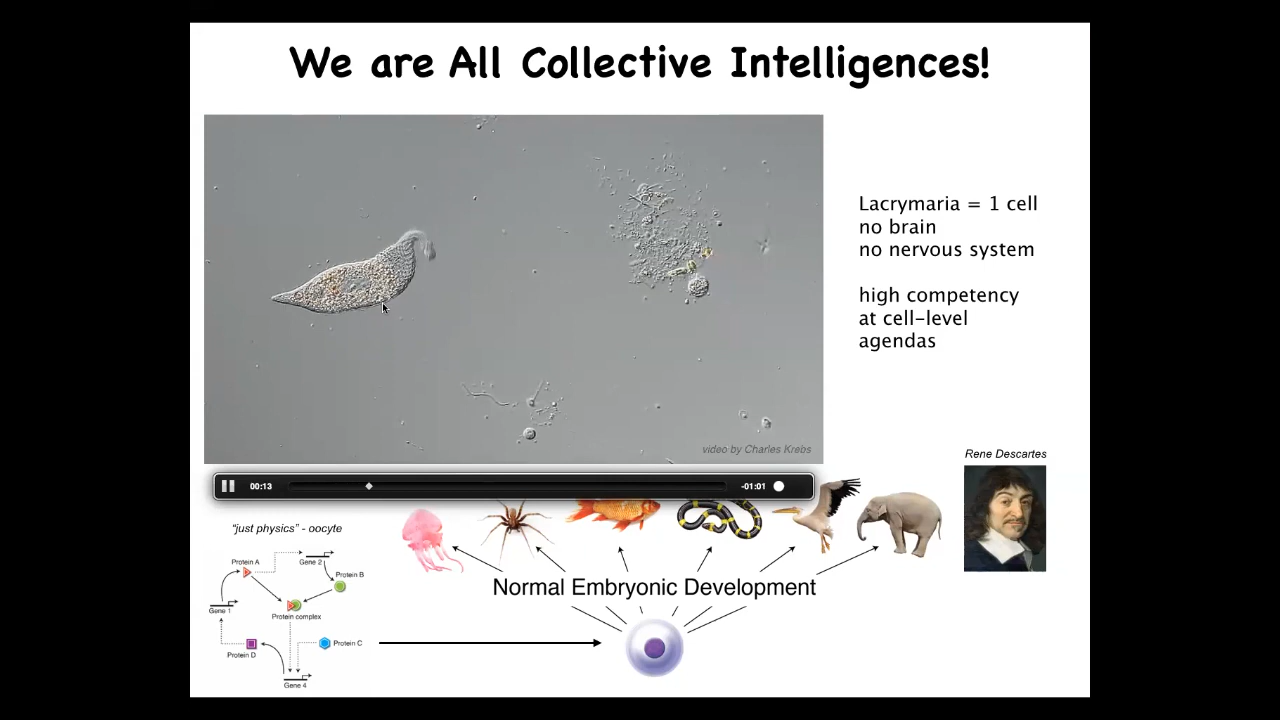 We are All Collective Intelligences!
Lacrymaria = 1 cell
no brain
no nervous system
high competency
at cell-level
agendas
video by Charles Krebs
Rene Descartes
00:13
-01:01
"just physics" - oocyte
Protein A
Gene 2
Protein B
Gene 1
Protein complex
Protein C
Protein D
Gene 4
Normal Embryonic Development